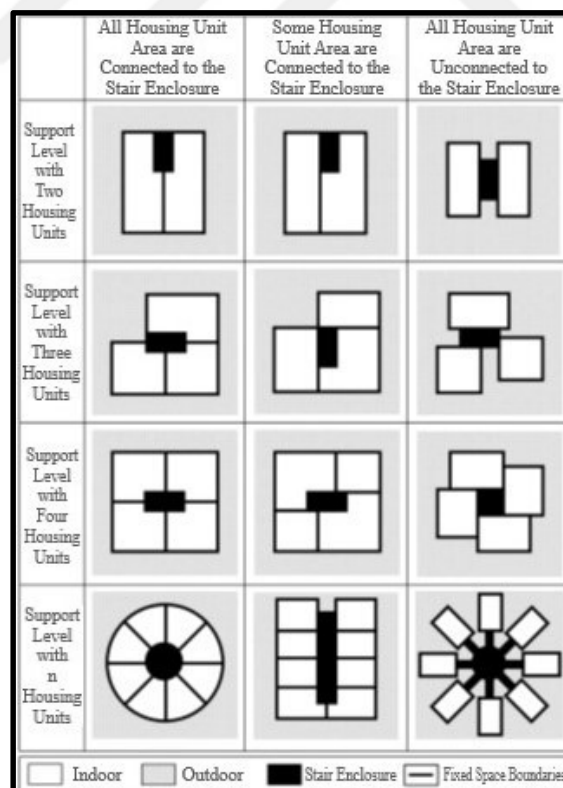 All Housing Unit
Area are
Connected to the
Stair Enclosure
Some Housing
Unit Area are
Connected to the
Stair Enclosure
All Housing Unit
Area are
Unconnected to
the Stair Enclosure
Support
Level
with
Two
Housing
Units
Support
Level
with
Three
Housing
Units
Support
Level
with
Four
Housing
Units
Support
Level
with
n
Housing
Units
Indoor
Outdoor
Stair Enclosure
Fixed Space Boundaries